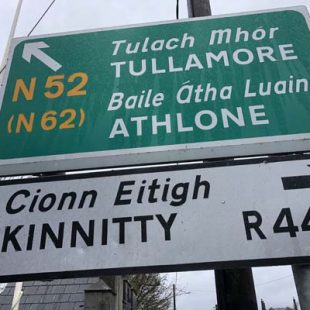 Tulach Mhór
N 52 TULLAMORE
Baile Átha Luain
(N 62) ATHLONE
Cionn Eitigh
KINNITTY R44